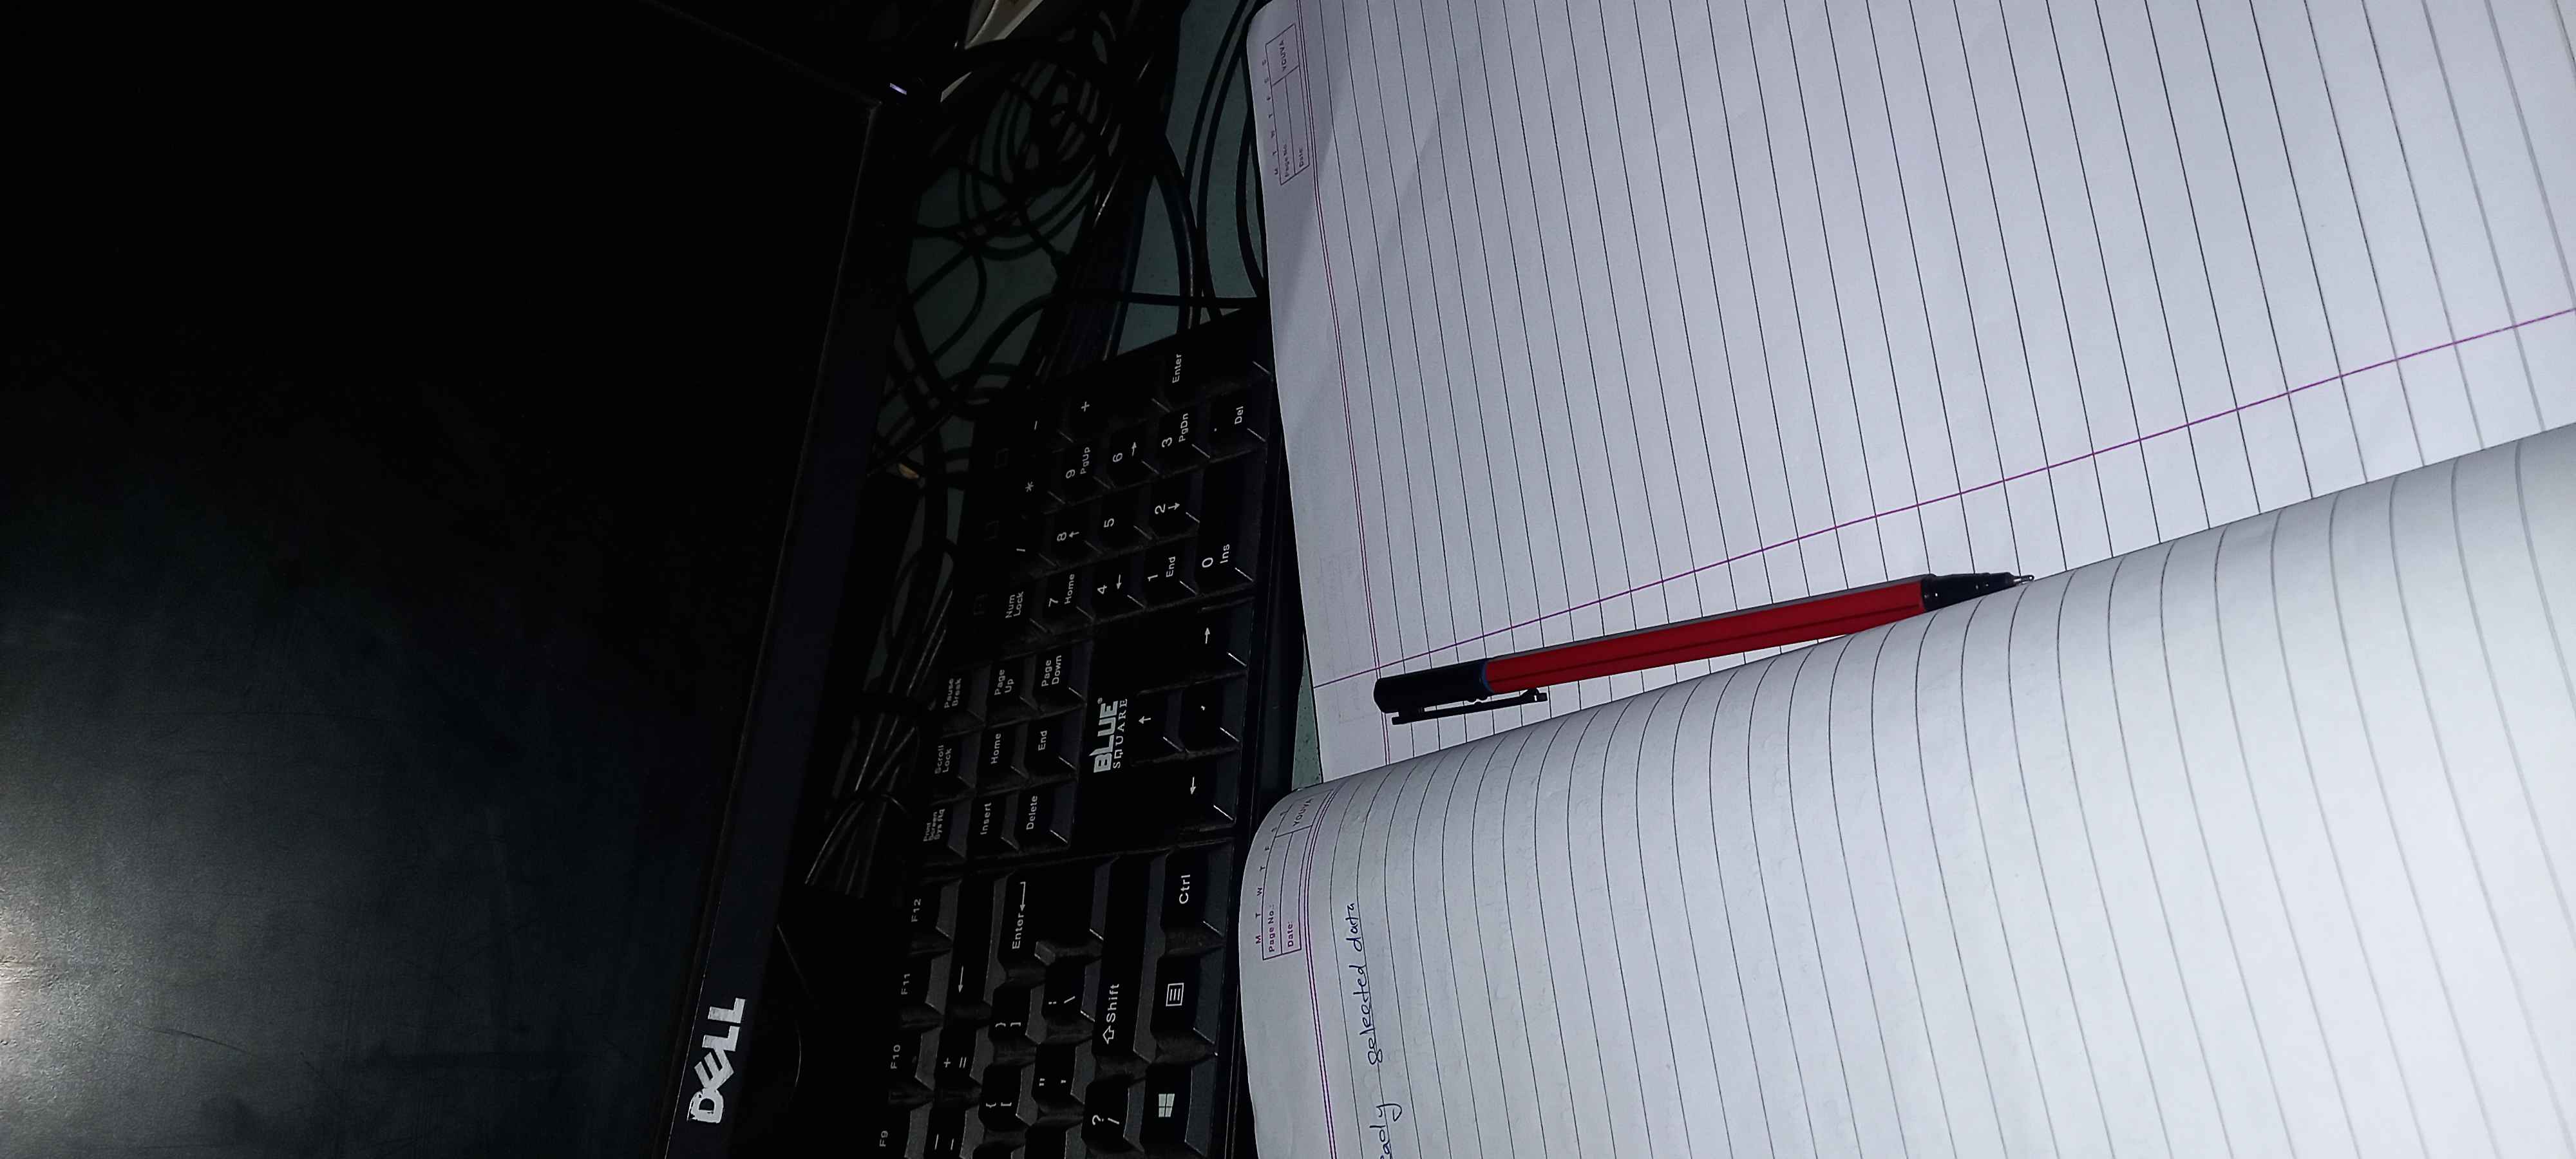 DELL
F9 F10 F11 F12 Print Screen Sys Rq Scroll Lock Pause Break
_ - + = ←
{ [ } ] Enter Insert Home Page Up Num Lock / * -
" ' : \ Delete End Page Down 7 Home 8 ↑ 9 PgUp +
BLUE SQUARE
? / ⇧Shift ↑ 4 ← 5 6 →
Ctrl ← → 1 End 2 ↓ 3 PgDn Enter
0 Ins . Del
M T W T F S S
Page No.:
Date:
YOUVA
M T W T F S S
Page No.
Date:
YOUVA
selected data